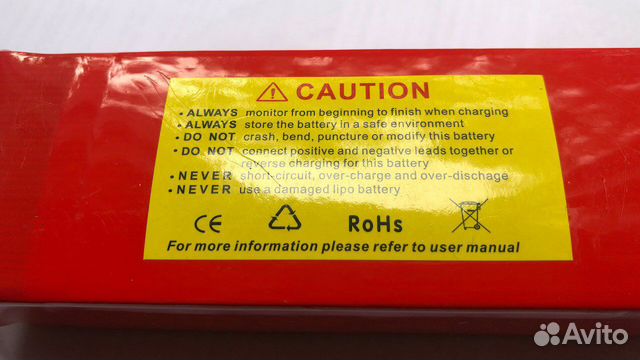 ⚠ CAUTION
• ALWAYS monitor from beginning to finish when charging
• ALWAYS store the battery in a safe environment
• DO NOT crash, bend, puncture or modify this battery
• DO NOT connect positive and negative leads together or
reverse charging for this battery
• NEVER short-circuit, over-charge and over-dischage
• NEVER use a damaged lipo battery
CE RoHs
For more information please refer to user manual
Avito